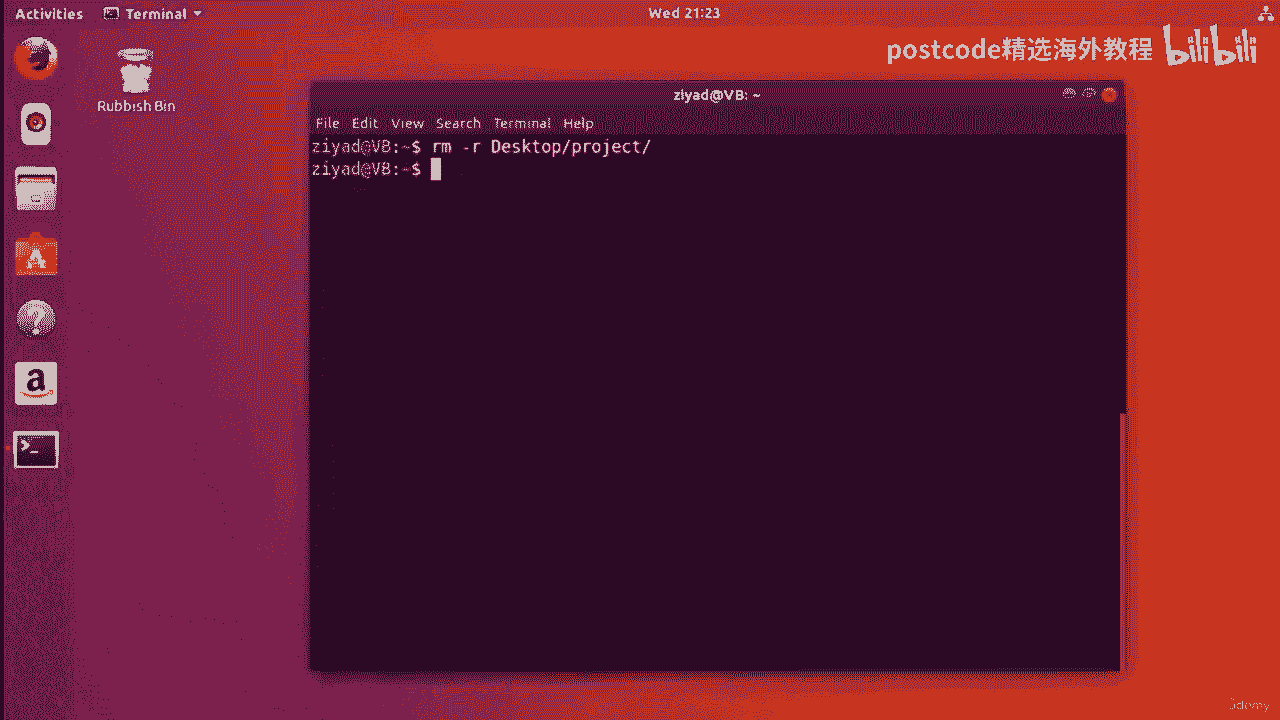 Activities
Terminal
Wed 21:23
postcode精选海外教程 bilibili
Rubbish Bin
ziyad@VB: ~
File Edit View Search Terminal Help
ziyad@VB:~$ rm -r Desktop/project/
ziyad@VB:~$
Udemy